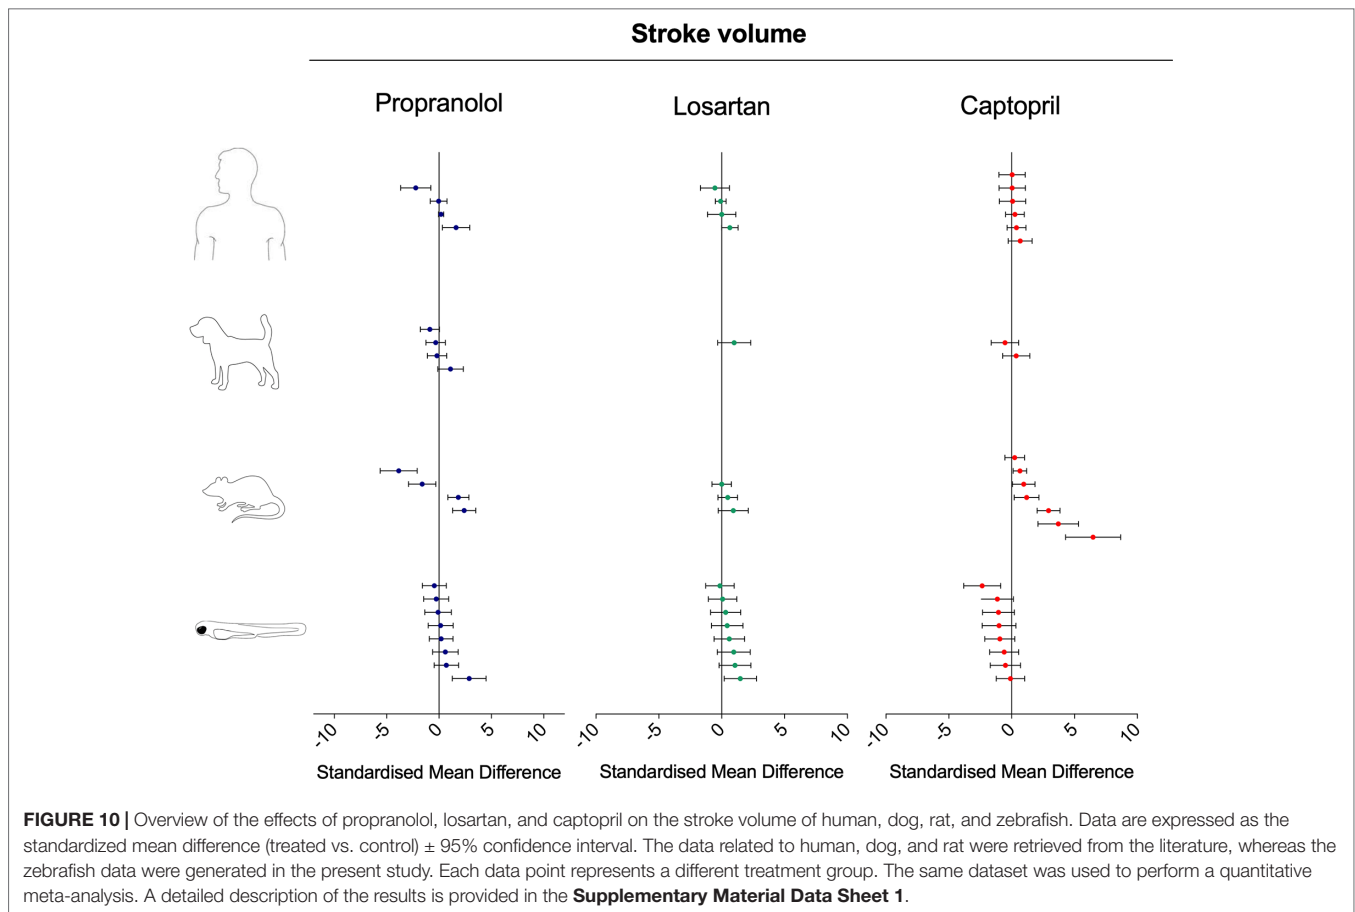 Stroke volume
Propranolol
Losartan
Captopril
-10 -5 0 5 10
-10 -5 0 5 10
-10 -5 0 5 10
Standardised Mean Difference
Standardised Mean Difference
Standardised Mean Difference
FIGURE 10 | Overview of the effects of propranolol, losartan, and captopril on the stroke volume of human, dog, rat, and zebrafish. Data are expressed as the
standardized mean difference (treated vs. control) ± 95% confidence interval. The data related to human, dog, and rat were retrieved from the literature, whereas the
zebrafish data were generated in the present study. Each data point represents a different treatment group. The same dataset was used to perform a quantitative
meta-analysis. A detailed description of the results is provided in the Supplementary Material Data Sheet 1.